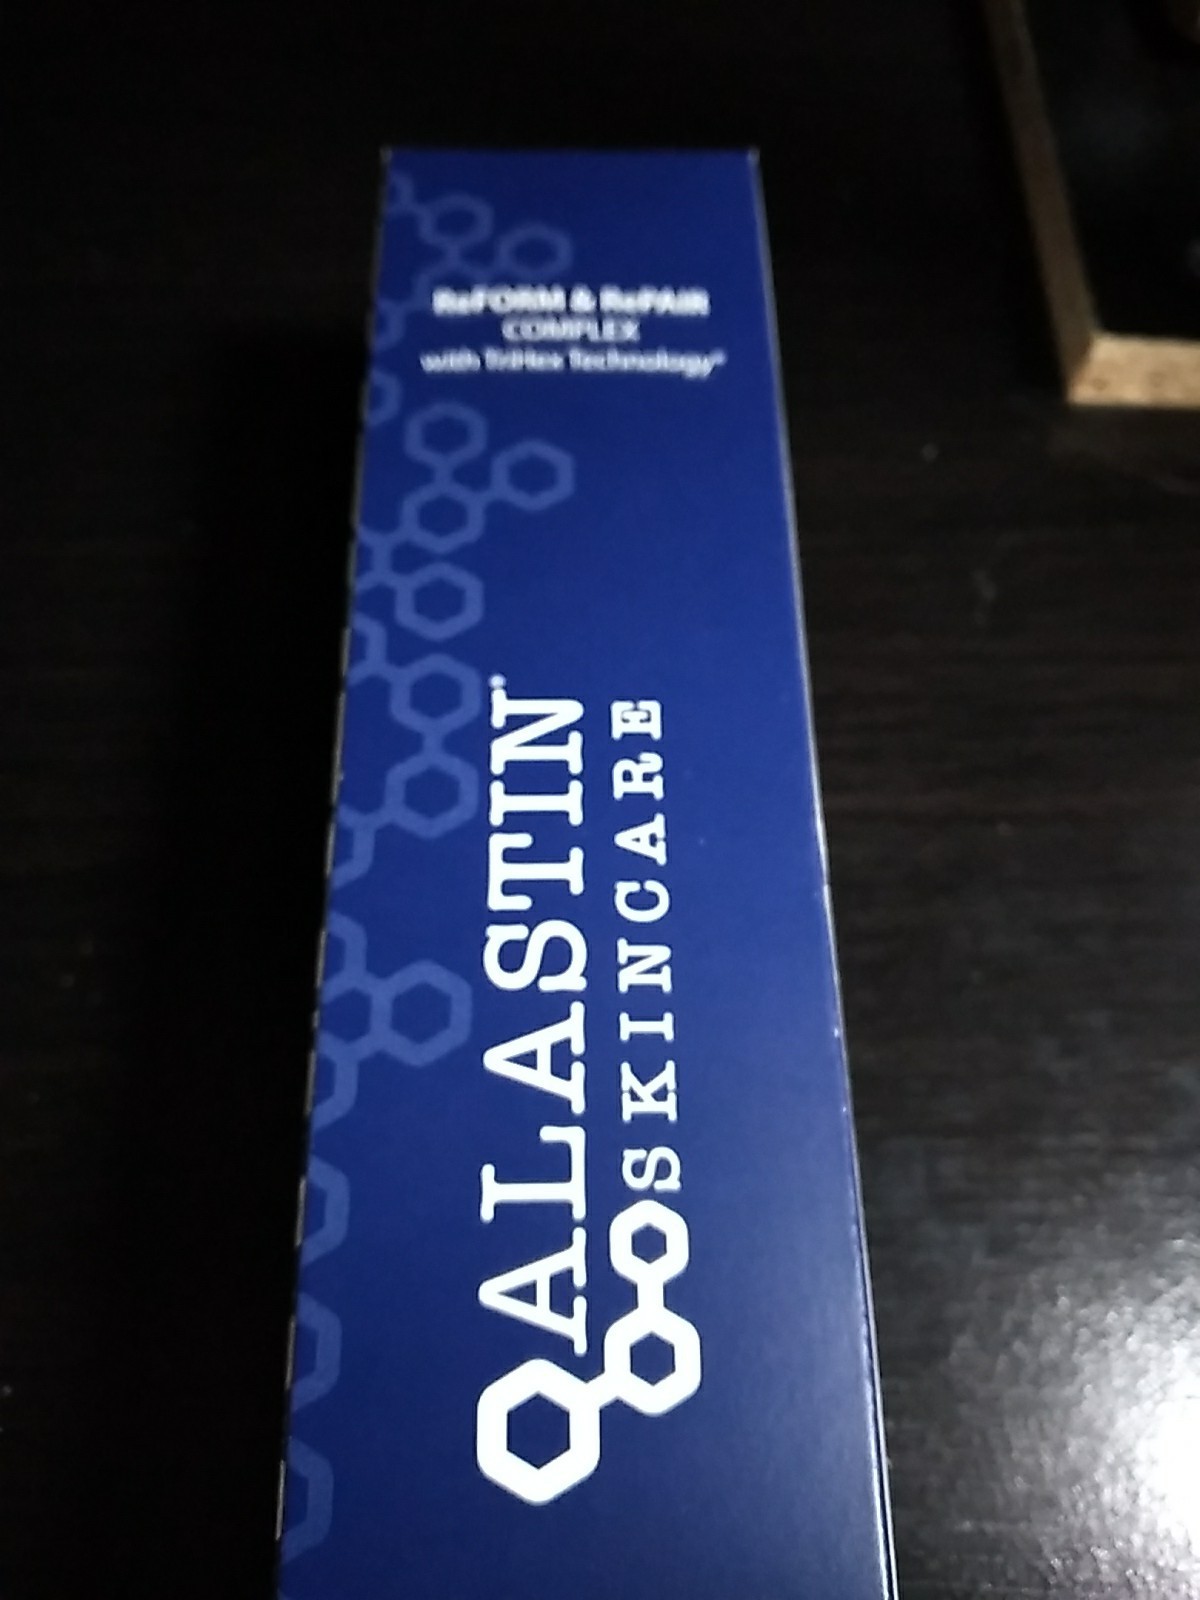 ReFORM & RePAIR
COMPLEX
with TriHex Technology®
ALASTIN
SKINCARE